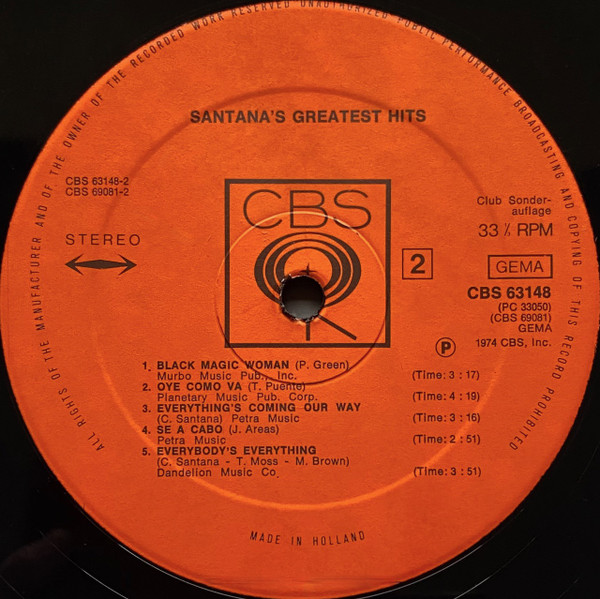 ALL RIGHTS OF THE MANUFACTURER AND OF THE OWNER OF THE RECORDED WORK RESERVED UNAUTHORIZED PUBLIC PERFORMANCE BROADCASTING AND COPYING OF THIS RECORD PROHIBITED
SANTANA'S GREATEST HITS
CBS 63148-2
CBS 69081-2
STEREO
CBS
2
Club Sonder-
auflage
33 ⅓ RPM
GEMA
CBS 63148
(PC 33050)
(CBS 69081)
GEMA
P
1974 CBS, Inc.
1. BLACK MAGIC WOMAN (P. Green)
Murbo Music Pub., Inc. (Time: 3 : 17)
2. OYE COMO VA (T. Puente)
Planetary Music Pub. Corp. (Time: 4 : 19)
3. EVERYTHING'S COMING OUR WAY
(C. Santana) Petra Music (Time: 3 : 16)
4. SE A CABO (J. Areas)
Petra Music (Time: 2 : 51)
5. EVERYBODY'S EVERYTHING
(C. Santana - T. Moss - M. Brown)
Dandelion Music Co. (Time: 3 : 51)
MADE IN HOLLAND